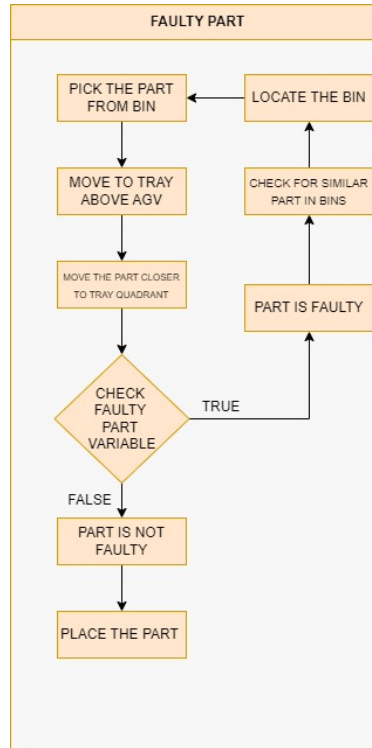 FAULTY PART
PICK THE PART
FROM BIN
LOCATE THE BIN
MOVE TO TRAY
ABOVE AGV
CHECK FOR SIMILAR
PART IN BINS
MOVE THE PART CLOSER
TO TRAY QUADRANT
PART IS FAULTY
CHECK
FAULTY
PART
VARIABLE
TRUE
FALSE
PART IS NOT
FAULTY
PLACE THE PART